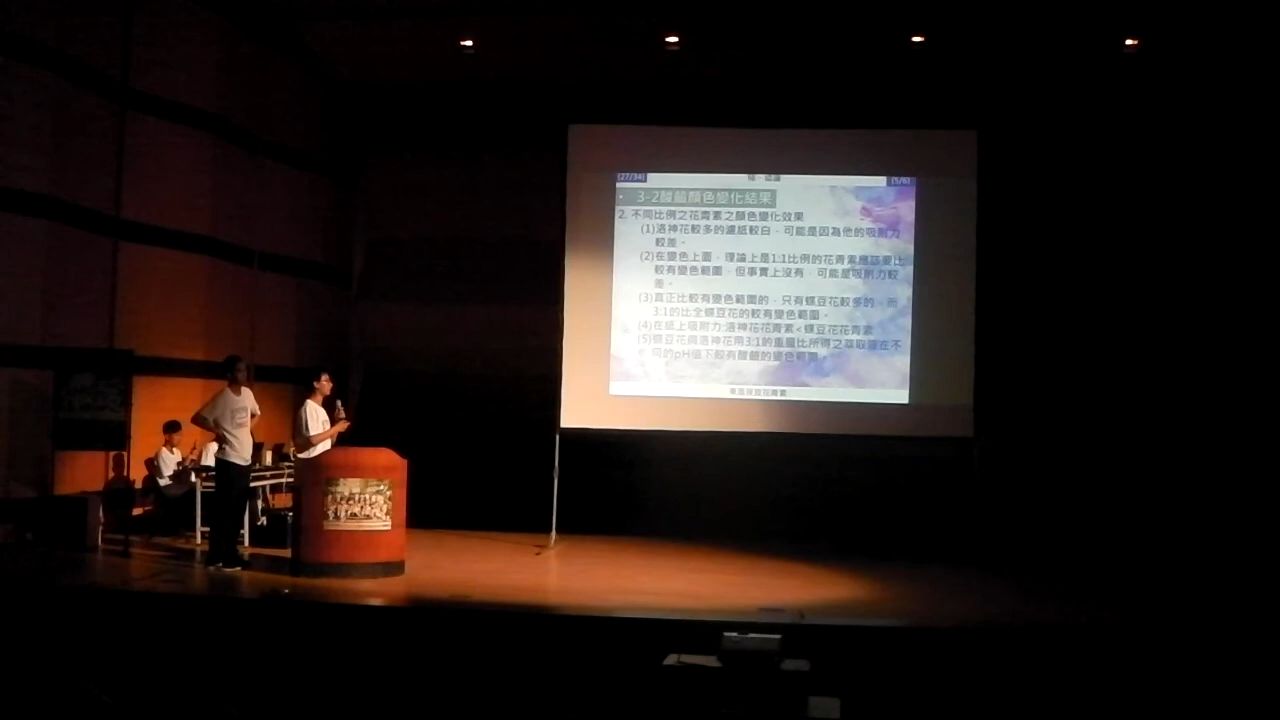 (27/34)
(5/6)
• 3-2酸鹼顏色變化結果
2. 不同比例之花青素之顏色變化效果
(1)洛神花較多的濾紙較白，可能是因為他的吸附力
較差。
(2)在變色上面，理論上是1:1比例的花青素應該要比
較有變色範圍，但事實上沒有，可能是吸附力較
差。
(3)真正比較有變色範圍的，只有蝶豆花較多的，而
3:1的比全蝶豆花的較有變色範圍。
(4)在紙上吸附力:洛神花花青素<蝶豆花花青素
(5)蝶豆花與洛神花用3:1的重量比所得之萃取液在不
同的pH值下較有酸鹼的變色範圍
花青素